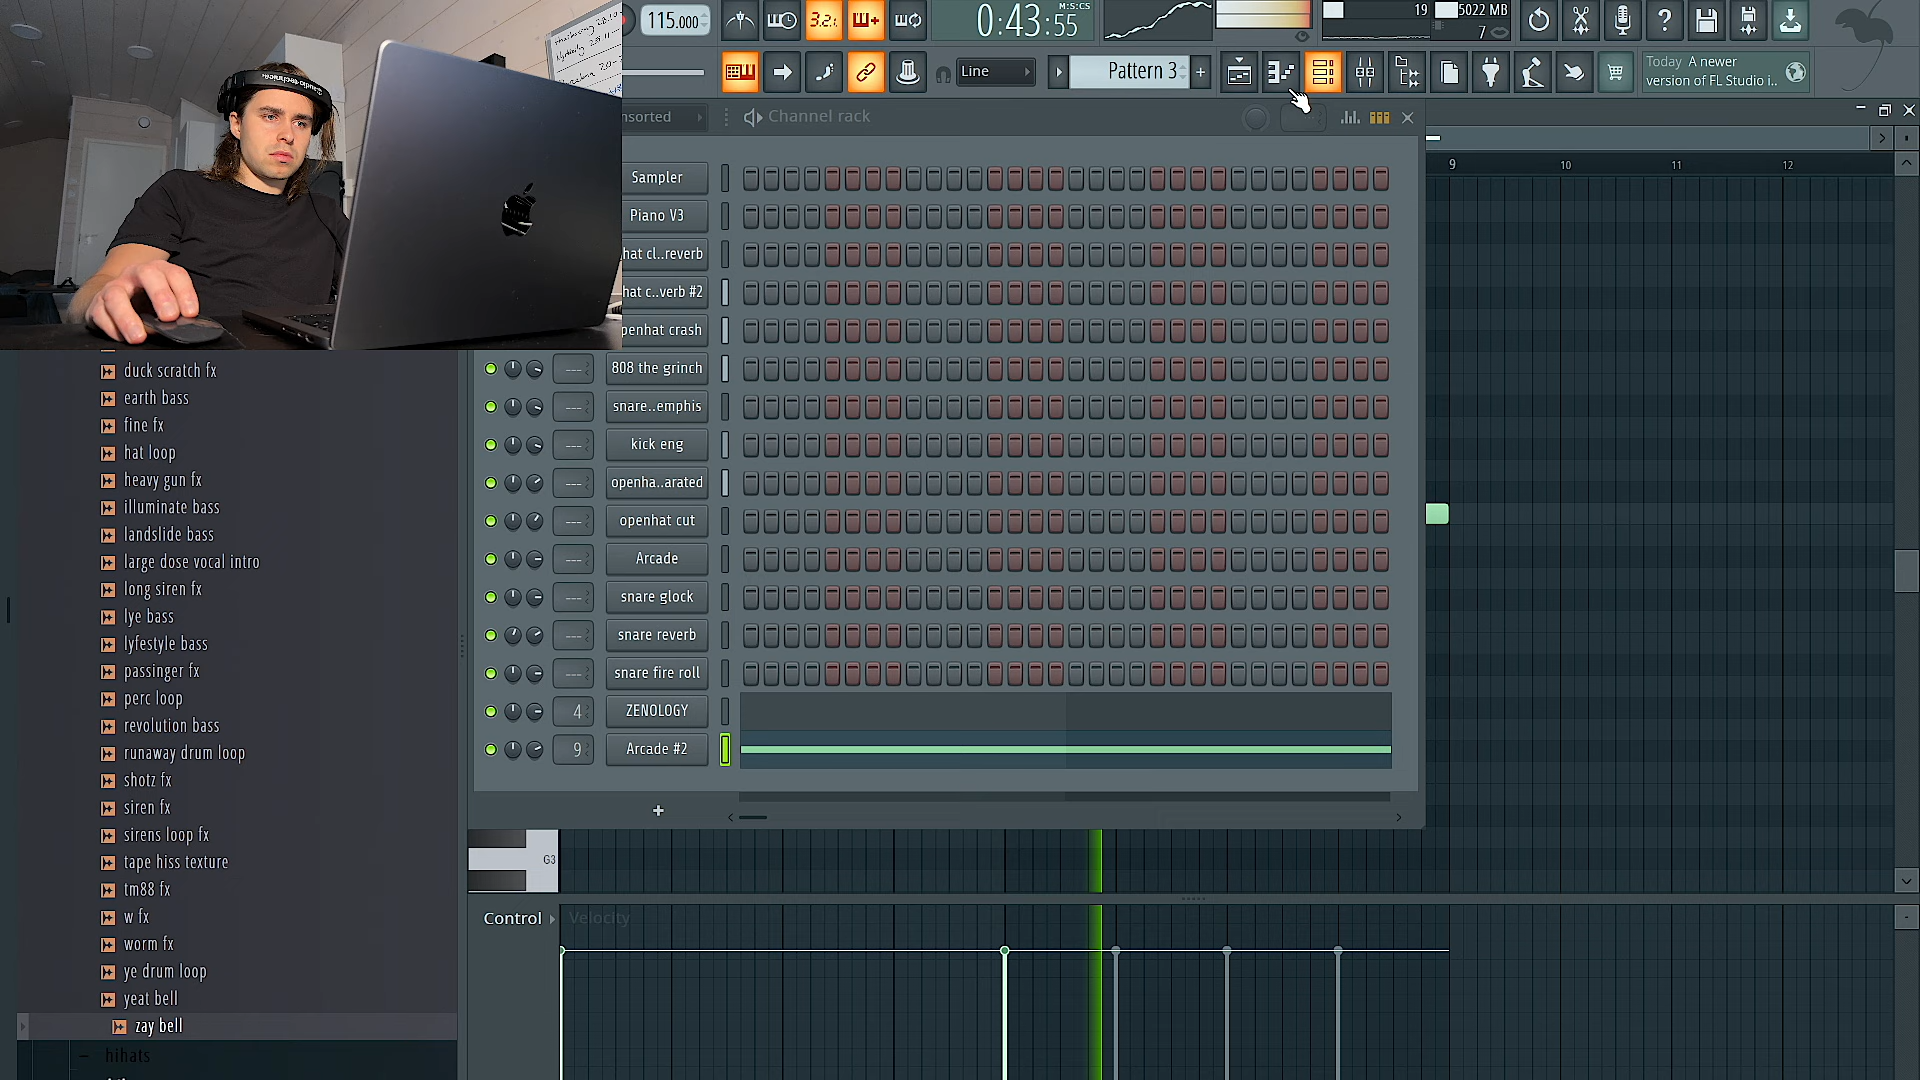 115.000
3.2.
0:43:55
M:S:CS
19
5022 MB
7
Line
Pattern 3
Today A newer
version of FL Studio i..
audio-technica
nsorted
Channel rack
9
10
11
12
Sampler
Piano V3
hat cl..reverb
hat c..verb #2
penhat crash
808 the grinch
snare..emphis
kick eng
openha..arated
openhat cut
Arcade
snare glock
snare reverb
snare fire roll
4
ZENOLOGY
9
Arcade #2
duck scratch fx
earth bass
fine fx
hat loop
heavy gun fx
illuminate bass
landslide bass
large dose vocal intro
long siren fx
lye bass
lyfestyle bass
passinger fx
perc loop
revolution bass
runaway drum loop
shotz fx
siren fx
sirens loop fx
tape hiss texture
tm88 fx
w fx
worm fx
ye drum loop
yeat bell
zay bell
hihats
G3
Control
Velocity